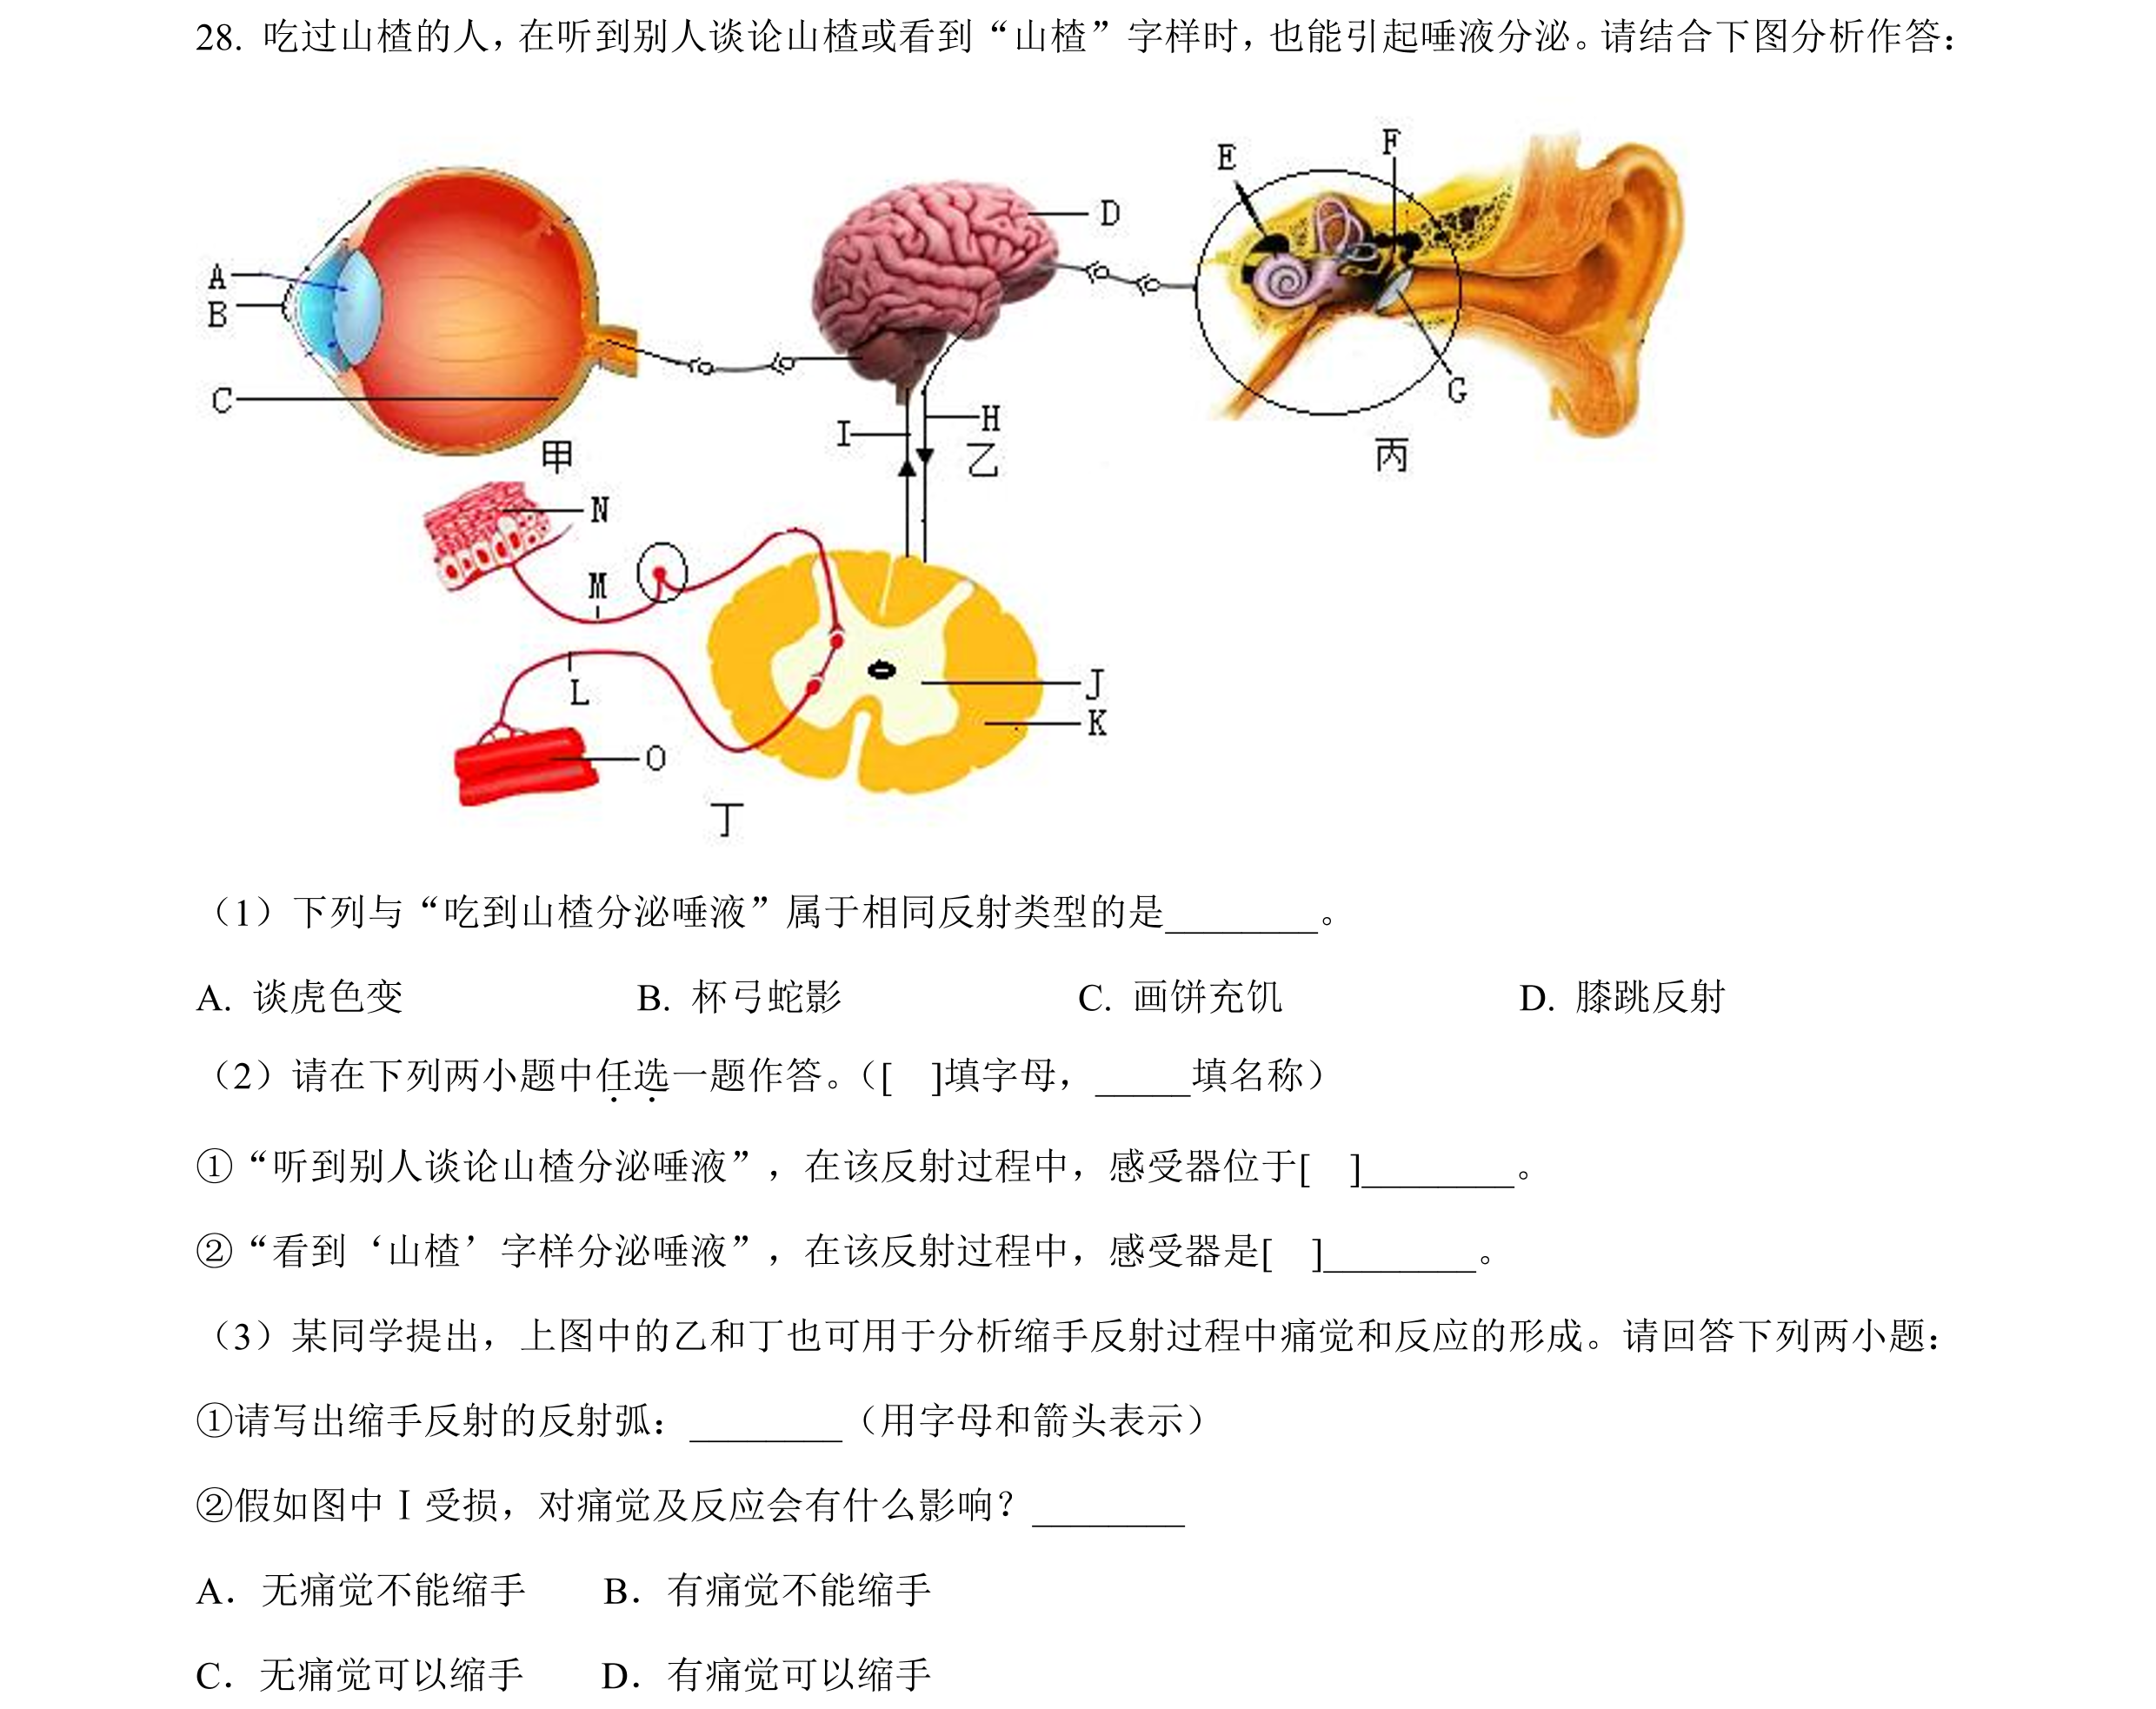 28. 吃过山楂的人，在听到别人谈论山楂或看到“山楂”字样时，也能引起唾液分泌。请结合下图分析作答：
E
F
D
A
B
C
G
I
H
甲
乙
丙
N
M
L
J
K
O
丁
（1）下列与“吃到山楂分泌唾液”属于相同反射类型的是________。
A. 谈虎色变 B. 杯弓蛇影 C. 画饼充饥 D. 膝跳反射
（2）请在下列两小题中任选一题作答。（[ ]填字母，_____填名称）
①“听到别人谈论山楂分泌唾液”，在该反射过程中，感受器位于[ ]________。
②“看到‘山楂’字样分泌唾液”，在该反射过程中，感受器是[ ]________。
（3）某同学提出，上图中的乙和丁也可用于分析缩手反射过程中痛觉和反应的形成。请回答下列两小题：
①请写出缩手反射的反射弧：________（用字母和箭头表示）
②假如图中Ⅰ受损，对痛觉及反应会有什么影响？________
A．无痛觉不能缩手 B．有痛觉不能缩手
C．无痛觉可以缩手 D．有痛觉可以缩手